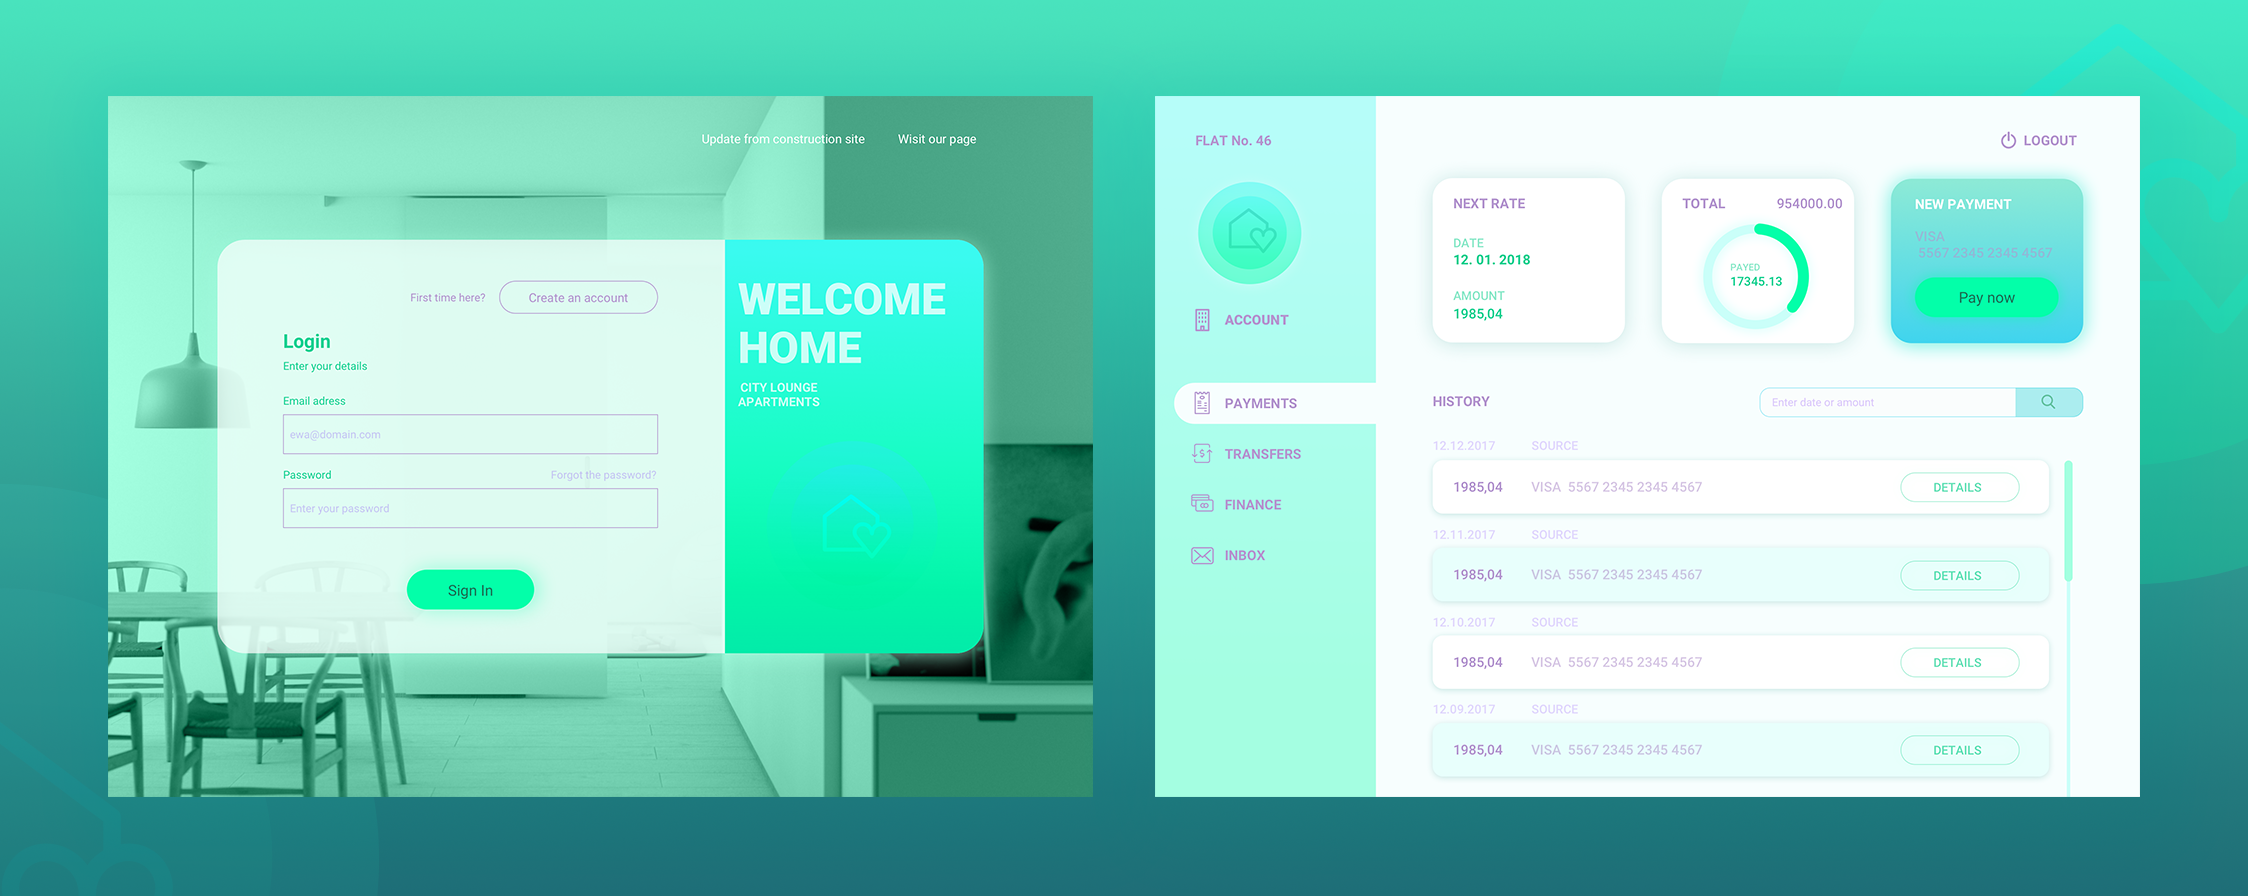 Update from construction site
Wisit our page
First time here?
Create an account
Login
Enter your details
Email adress
ewa@domain.com
Password
Forgot the password?
Enter your password
Sign In
WELCOME
HOME
CITY LOUNGE
APARTMENTS
FLAT No. 46
ACCOUNT
PAYMENTS
TRANSFERS
FINANCE
INBOX
LOGOUT
NEXT RATE
DATE
12. 01. 2018
AMOUNT
1985,04
TOTAL
954000.00
PAYED
17345.13
NEW PAYMENT
VISA
5567 2345 2345 4567
Pay now
HISTORY
Enter date or amount
12.12.2017 SOURCE
1985,04 VISA 5567 2345 2345 4567 DETAILS
12.11.2017 SOURCE
1985,04 VISA 5567 2345 2345 4567 DETAILS
12.10.2017 SOURCE
1985,04 VISA 5567 2345 2345 4567 DETAILS
12.09.2017 SOURCE
1985,04 VISA 5567 2345 2345 4567 DETAILS